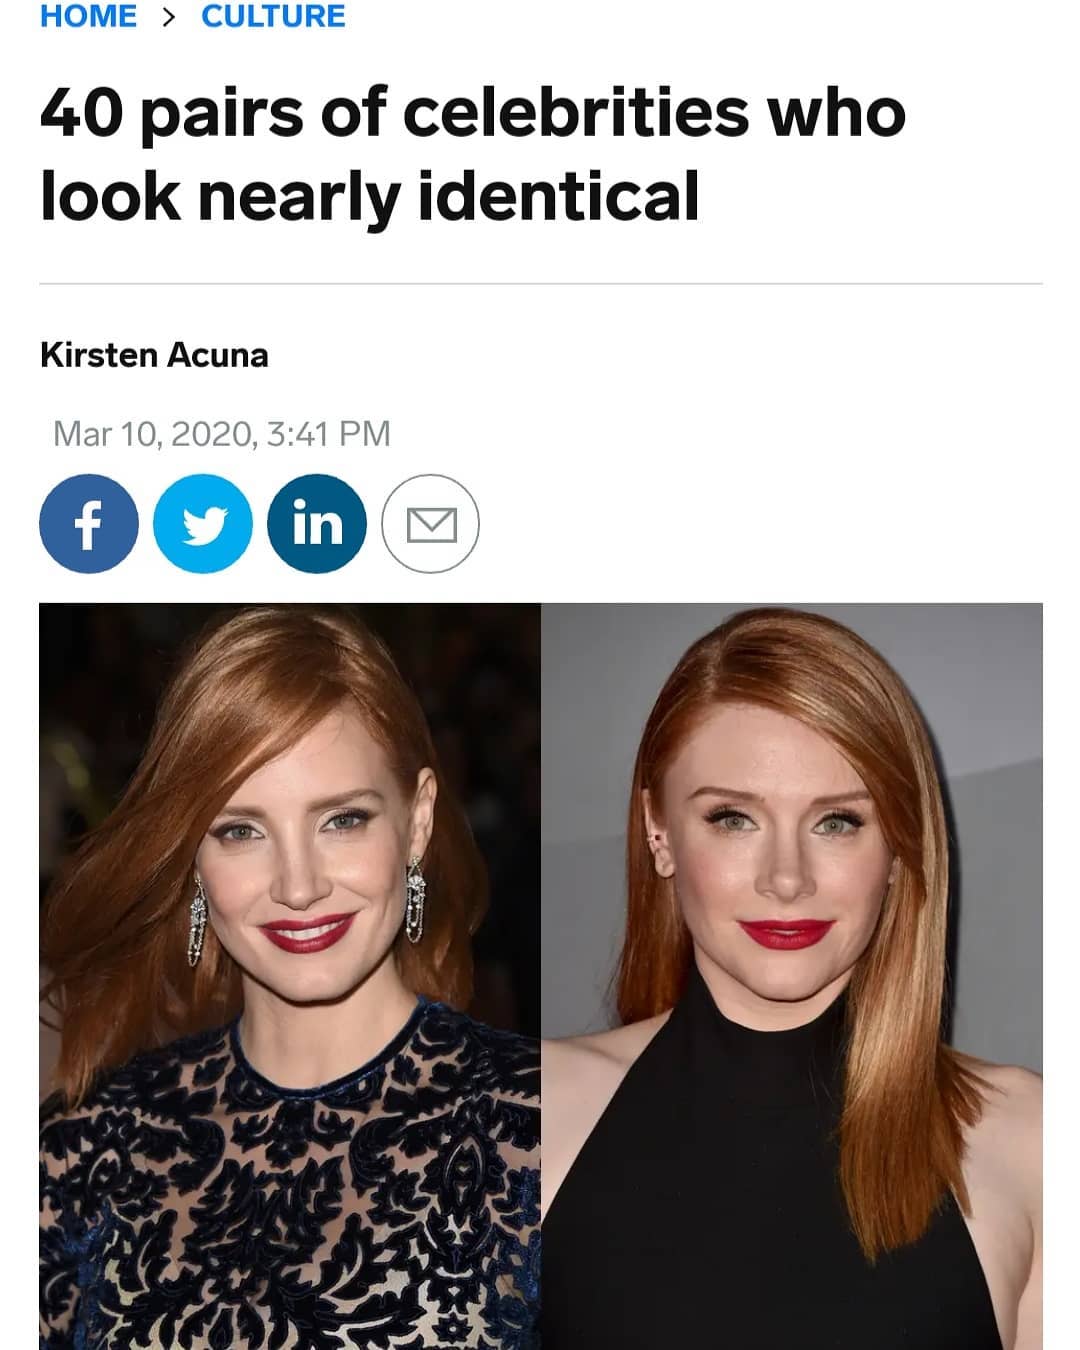 HOME > CULTURE
40 pairs of celebrities who
look nearly identical
Kirsten Acuna
Mar 10, 2020, 3:41 PM
f in